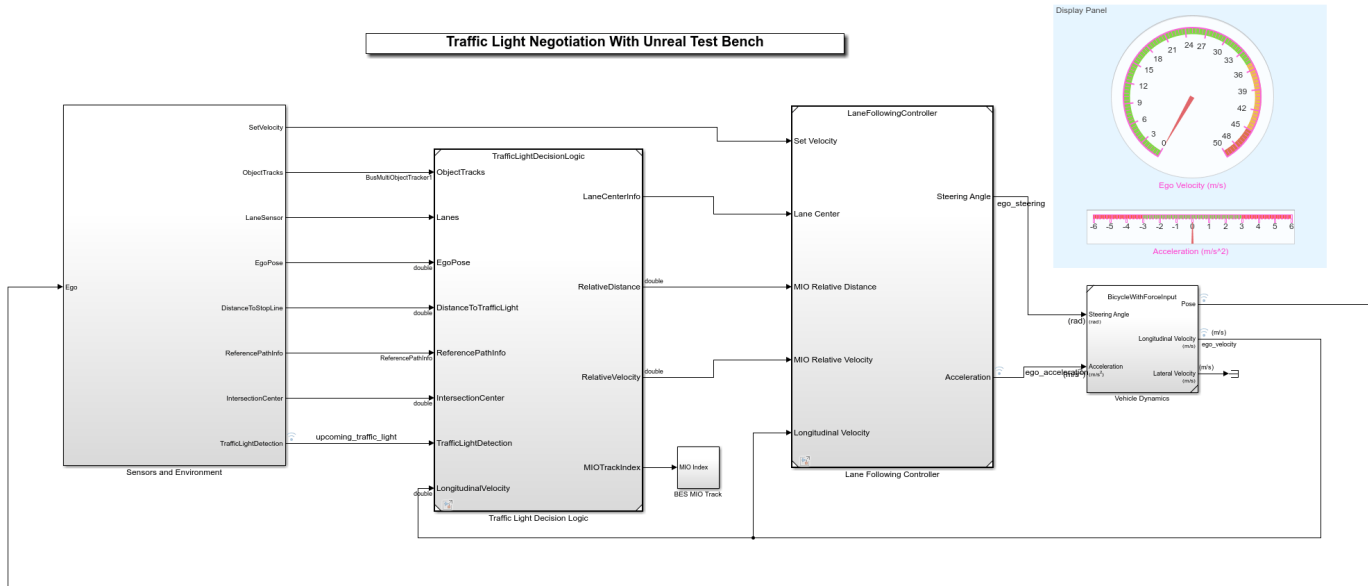 Display Panel
Traffic Light Negotiation With Unreal Test Bench
0
3
6
9
12
15
18
21
24
27
30
33
36
39
42
45
48
50
Ego Velocity (m/s)
-6
-5
-4
-3
-2
-1
0
1
2
3
4
5
6
Acceleration (m/s^2)
Ego
SetVelocity
ObjectTracks
LaneSensor
EgoPose
DistanceToStopLine
ReferencePathInfo
IntersectionCenter
TrafficLightDetection
Sensors and Environment
upcoming_traffic_light
TrafficLightDecisionLogic
BusMultiObjectTracker1
ObjectTracks
Lanes
double
EgoPose
double
DistanceToTrafficLight
ReferencePathInfo
ReferencePathInfo
double
IntersectionCenter
TrafficLightDetection
double
LongitudinalVelocity
LaneCenterInfo
RelativeDistance
double
RelativeVelocity
double
MIOTrackIndex
Traffic Light Decision Logic
MIO Index
BES MIO Track
LaneFollowingController
Set Velocity
Lane Center
MIO Relative Distance
MIO Relative Velocity
Longitudinal Velocity
Steering Angle
Acceleration
Lane Following Controller
ego_steering
ego_acceleration
BicycleWithForceInput
(rad)
Steering Angle
(rad)
Acceleration
(m/s²)
Pose
Longitudinal Velocity
(m/s)
Lateral Velocity
(m/s)
Vehicle Dynamics
(m/s)
ego_velocity
(m/s)